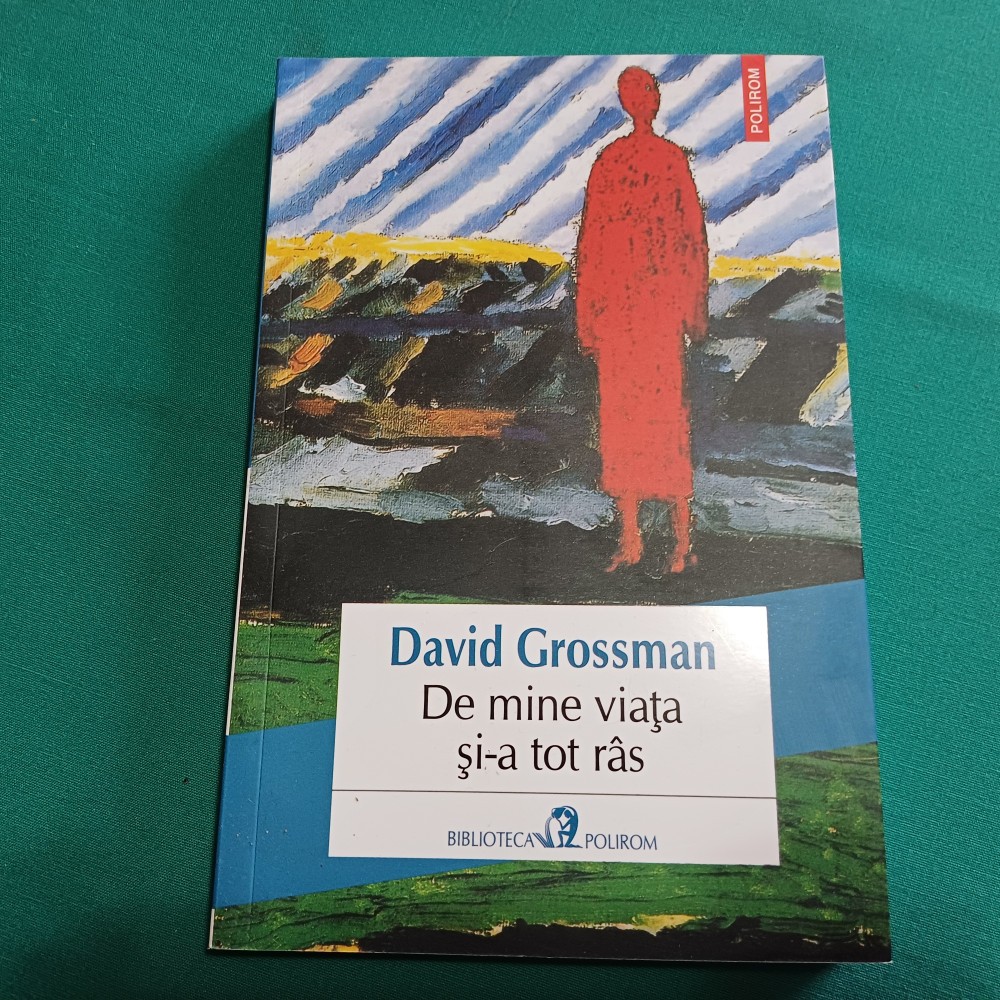 POLIROM
David Grossman
De mine viaţa
şi-a tot râs
BIBLIOTECA POLIROM